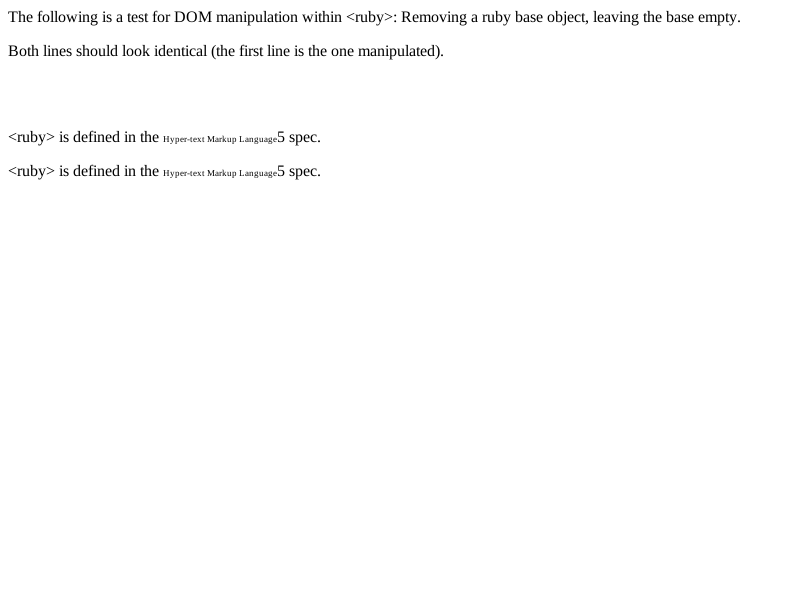 The following is a test for DOM manipulation within <ruby>: Removing a ruby base object, leaving the base empty.
Both lines should look identical (the first line is the one manipulated).
<ruby> is defined in the Hyper-text Markup Language5 spec.
<ruby> is defined in the Hyper-text Markup Language5 spec.